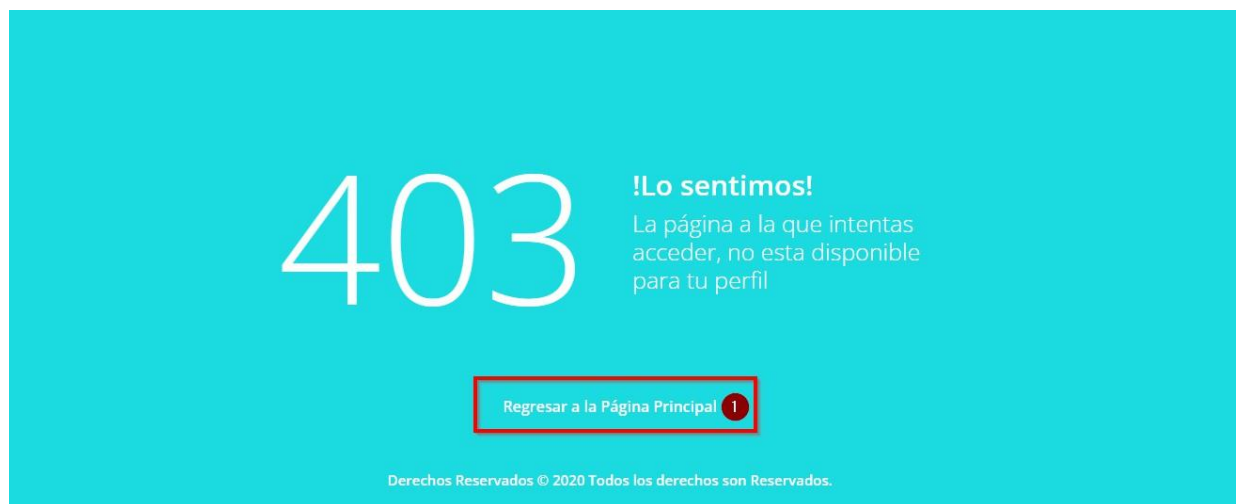 403
!Lo sentimos!
La página a la que intentas
acceder, no esta disponible
para tu perfil
Regresar a la Página Principal 1
Derechos Reservados © 2020 Todos los derechos son Reservados.